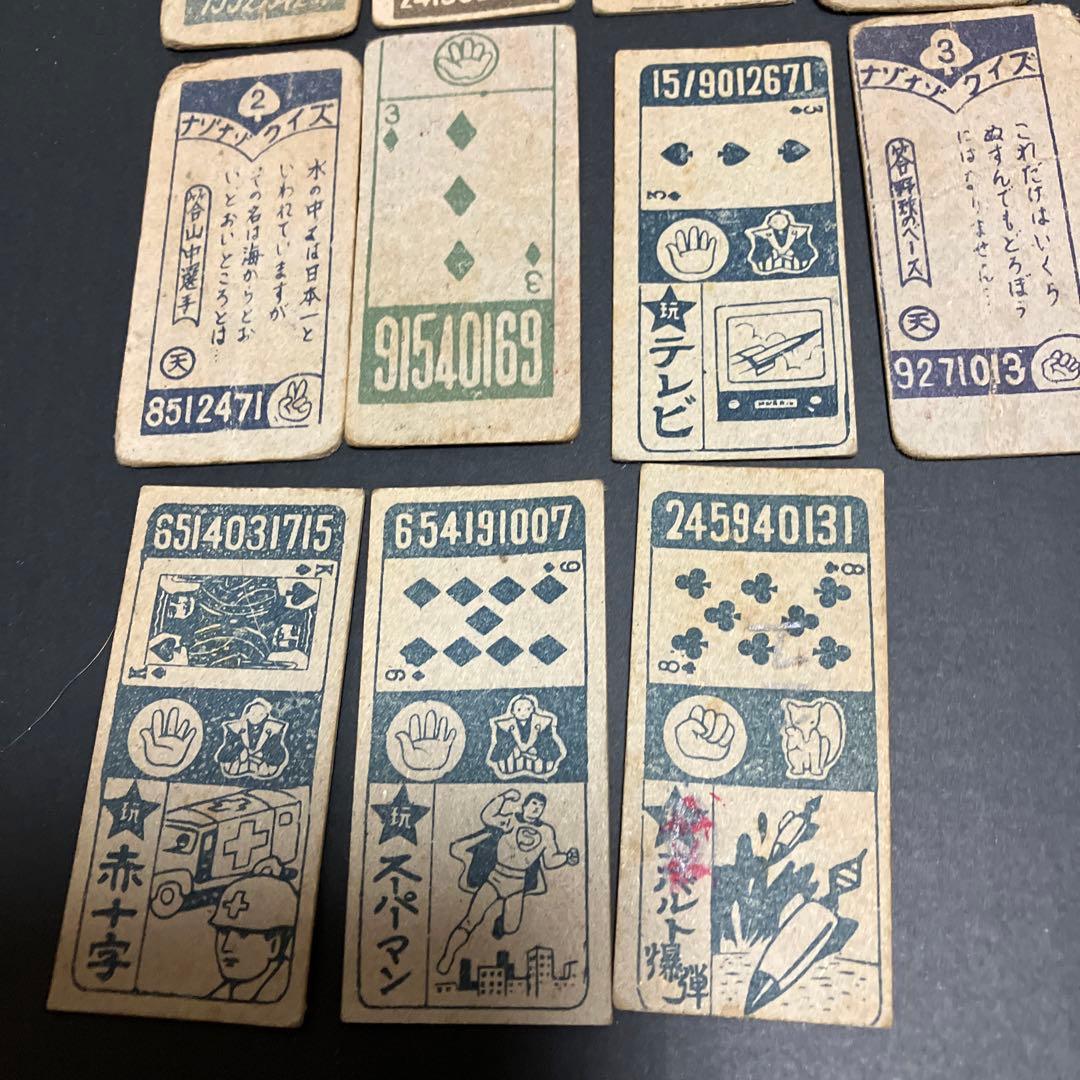 2
ナゾナゾクイズ
水の中では日本一と
いわれていますが
その名は海からとお
いとおいところとは…
答山中選手
天
8512471
3
3
91540169
15/9012671
3
3
玩
テレビ
3
ナゾナゾクイズ
これだけはいくら
ぬすんでもどろぼう
にはなりません…
答野球のベース
天
9271013
6514031715
K
K
玩
赤十字
654191007
9
9
玩
S
スーパーマン
245940131
8
8
爆弾